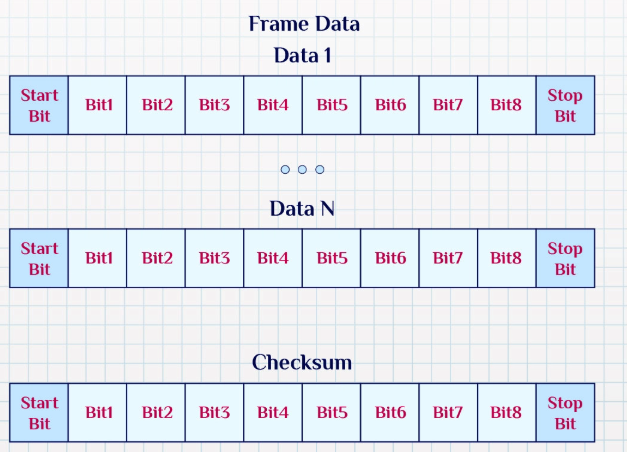 Frame Data
Data 1
Start Bit Bit1 Bit2 Bit3 Bit4 Bit5 Bit6 Bit7 Bit8 Stop Bit
Data N
Start Bit Bit1 Bit2 Bit3 Bit4 Bit5 Bit6 Bit7 Bit8 Stop Bit
Checksum
Start Bit Bit1 Bit2 Bit3 Bit4 Bit5 Bit6 Bit7 Bit8 Stop Bit